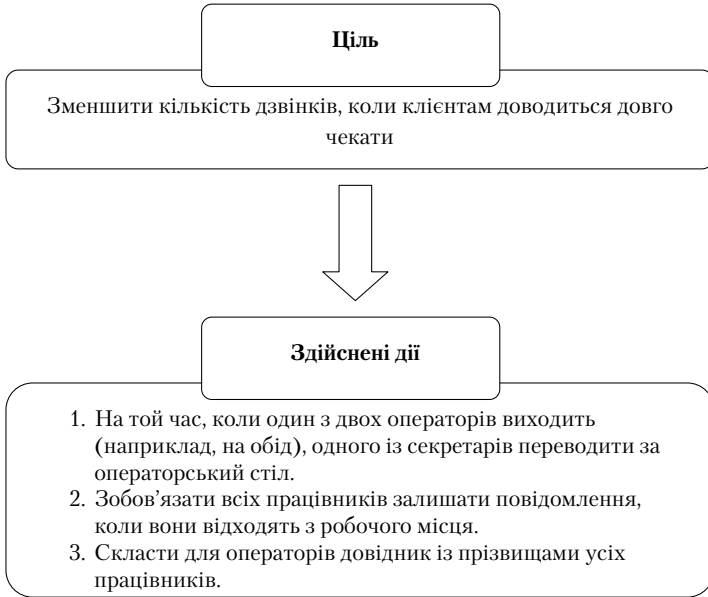 Ціль
Зменшити кількість дзвінків, коли клієнтам доводиться довго
чекати
Здійснені дії
1. На той час, коли один з двох операторів виходить
(наприклад, на обід), одного із секретарів переводити за
операторський стіл.
2. Зобов’язати всіх працівників залишати повідомлення,
коли вони відходять з робочого місця.
3. Скласти для операторів довідник із прізвищами усіх
працівників.